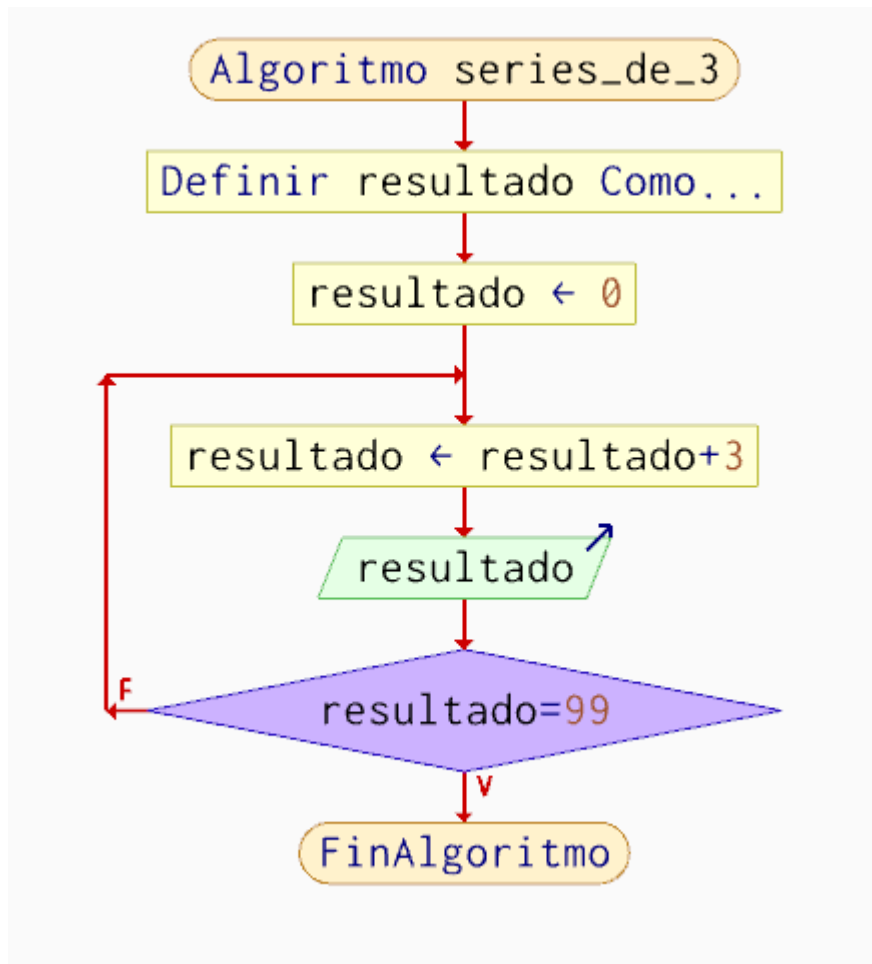 Algoritmo series_de_3
Definir resultado Como...
resultado ← 0
resultado ← resultado+3
resultado
F
resultado=99
V
FinAlgoritmo